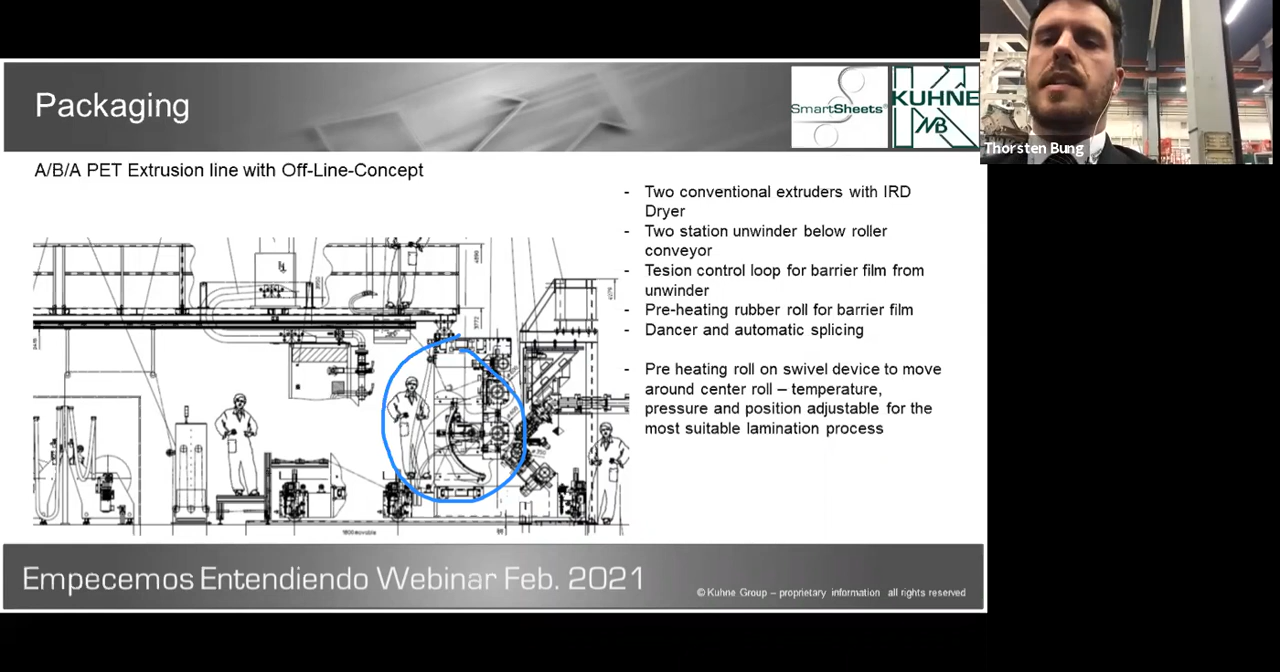 Packaging
SmartSheets®
KUHNE
Thorsten Bung
A/B/A PET Extrusion line with Off-Line-Concept
- Two conventional extruders with IRD
Dryer
- Two station unwinder below roller
conveyor
- Tesion control loop for barrier film from
unwinder
- Pre-heating rubber roll for barrier film
- Dancer and automatic splicing
- Pre heating roll on swivel device to move
around center roll – temperature,
pressure and position adjustable for the
most suitable lamination process
Empecemos Entendiendo Webinar Feb. 2021
© Kuhne Group – proprietary information all rights reserved